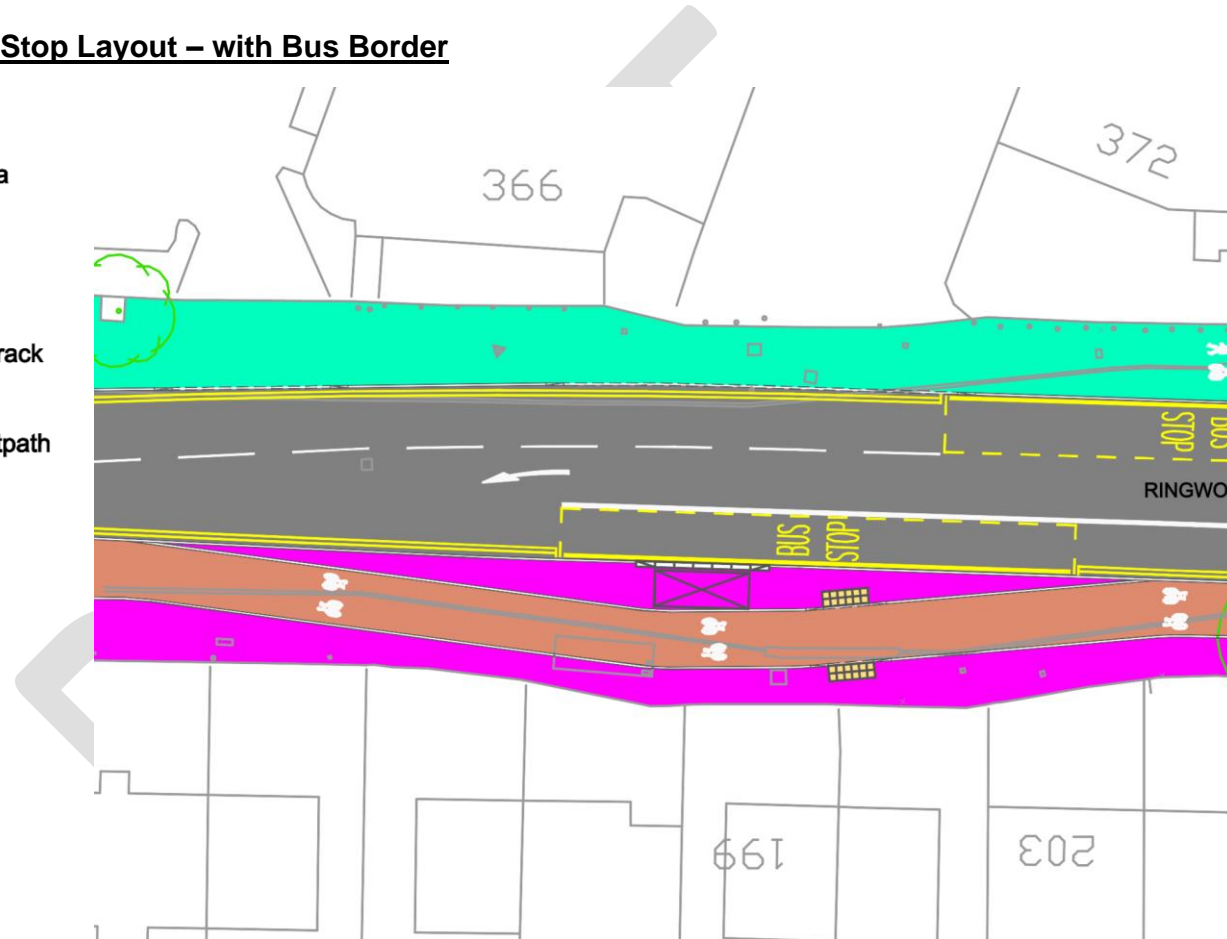 Stop Layout – with Bus Border
a
366
372
rack
tpath
BUS
STOP
RINGWO
BUS
STOP
199
203